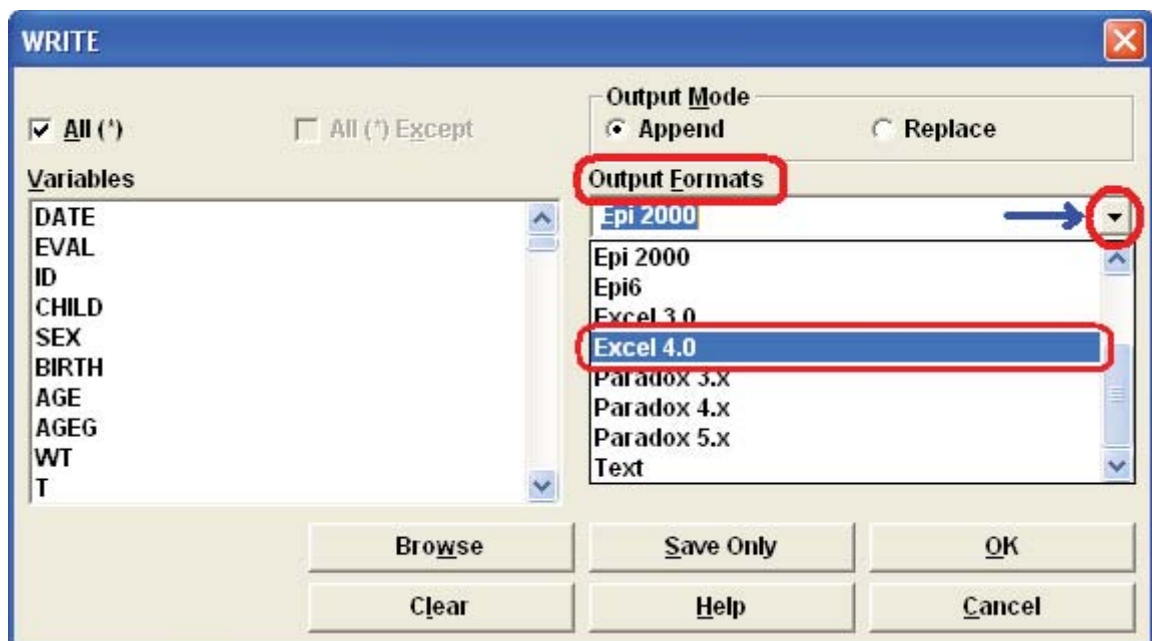 WRITE
All (*)
All (*) Except
Output Mode
Append
Replace
Variables
DATE
EVAL
ID
CHILD
SEX
BIRTH
AGE
AGEG
WT
T
Output Formats
Epi 2000
Epi 2000
Epi6
Excel 3.0
Excel 4.0
Paradox 3.x
Paradox 4.x
Paradox 5.x
Text
Browse
Save Only
OK
Clear
Help
Cancel